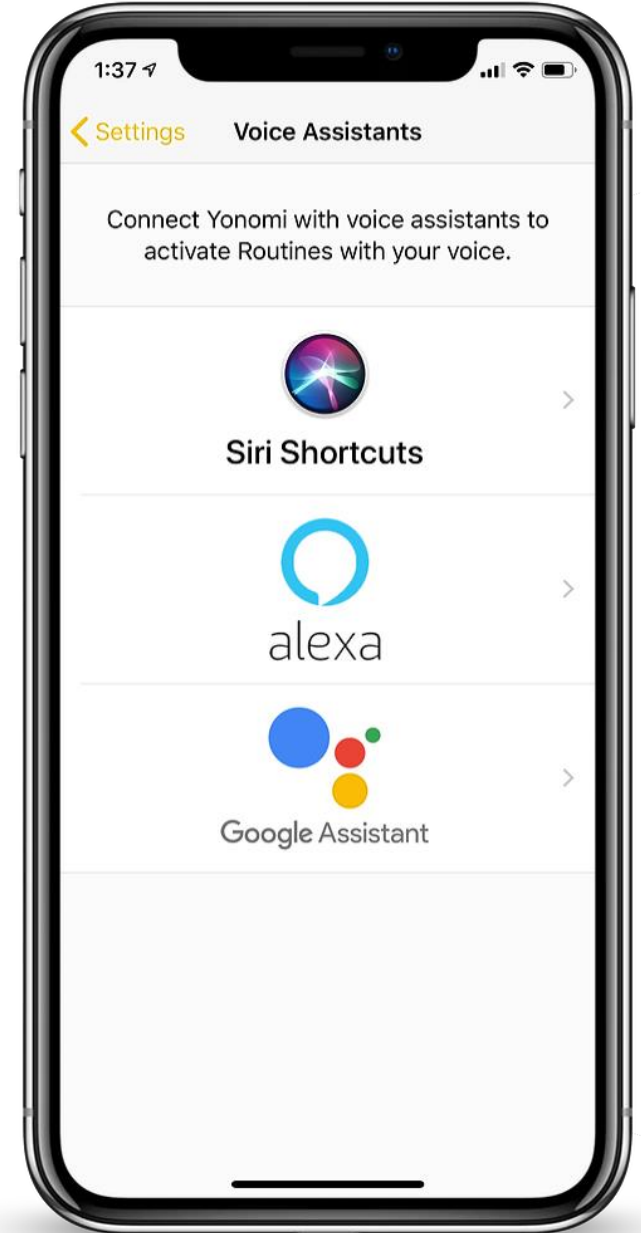 1:37
Settings Voice Assistants
Connect Yonomi with voice assistants to
activate Routines with your voice.
Siri Shortcuts
alexa
Google Assistant